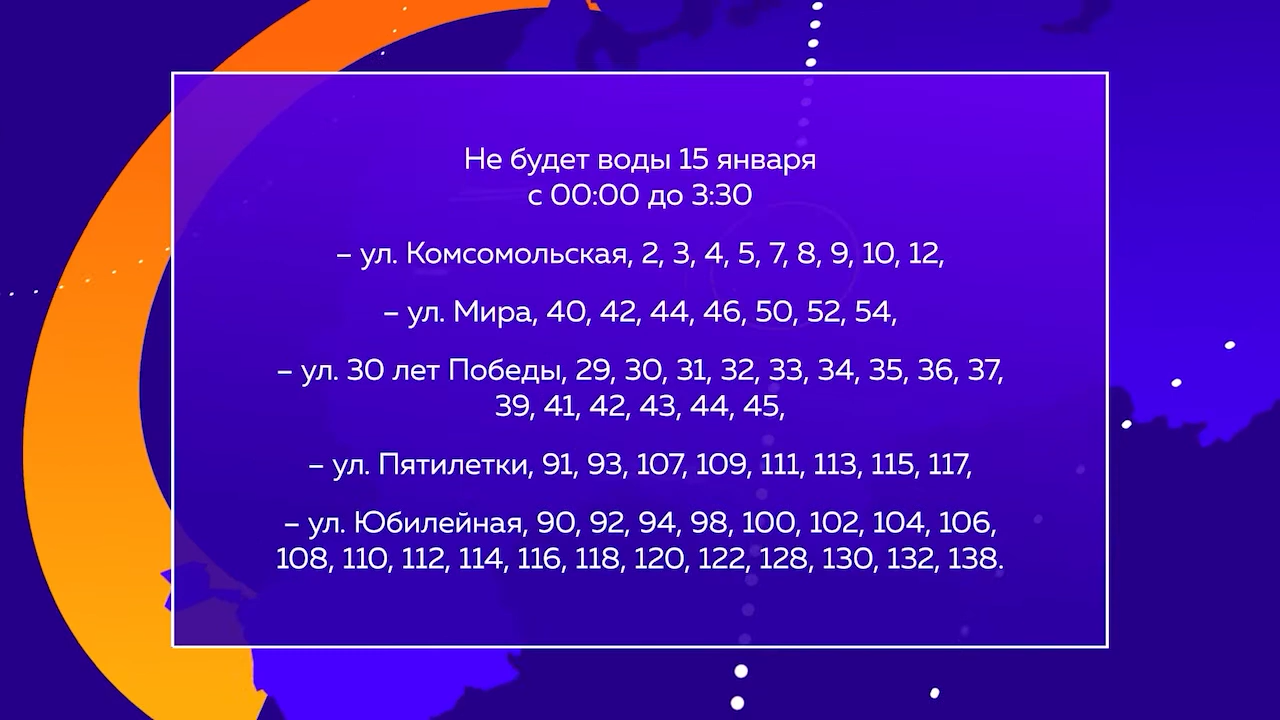 Не будет воды 15 января
с 00:00 до 3:30
– ул. Комсомольская, 2, 3, 4, 5, 7, 8, 9, 10, 12,
– ул. Мира, 40, 42, 44, 46, 50, 52, 54,
– ул. 30 лет Победы, 29, 30, 31, 32, 33, 34, 35, 36, 37,
39, 41, 42, 43, 44, 45,
– ул. Пятилетки, 91, 93, 107, 109, 111, 113, 115, 117,
– ул. Юбилейная, 90, 92, 94, 98, 100, 102, 104, 106,
108, 110, 112, 114, 116, 118, 120, 122, 128, 130, 132, 138.